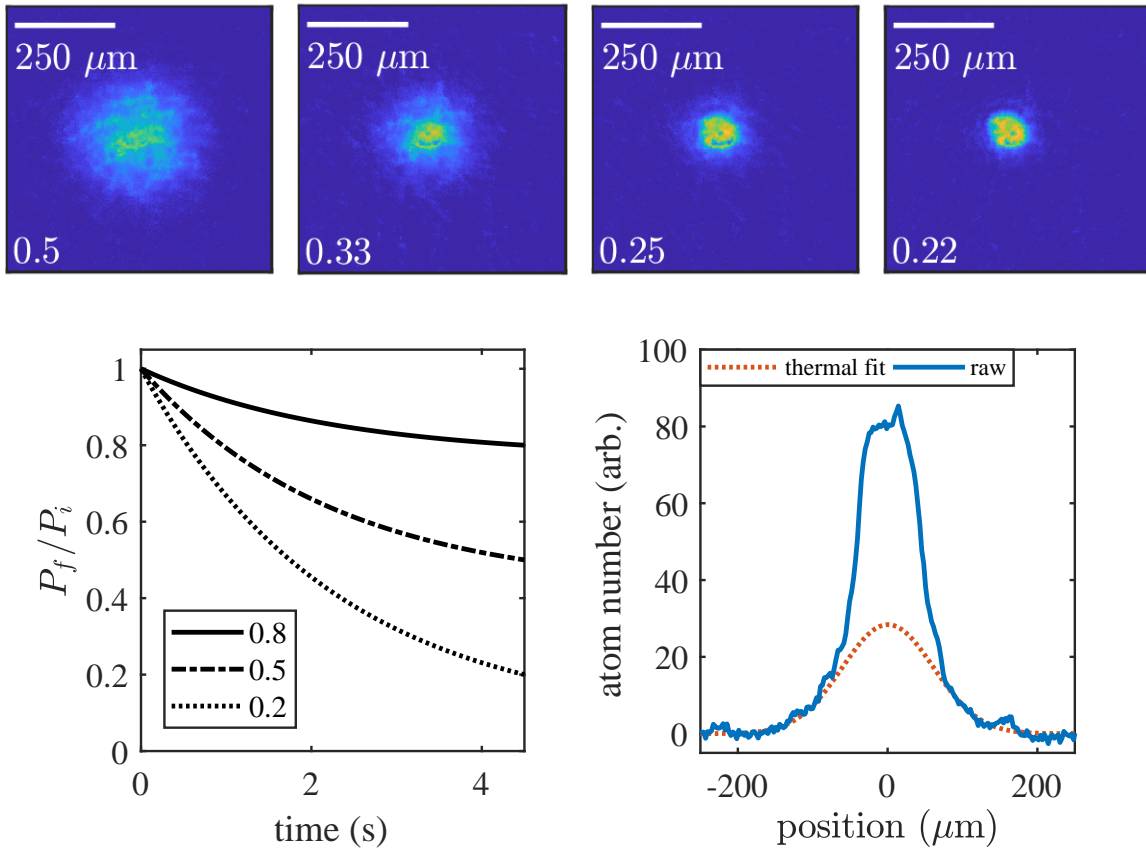 250 μm 250 μm 250 μm 250 μm
0.5 0.33 0.25 0.22
P_f/P_i
1
0.8
0.6
0.4
0.2
0
0.8
0.5
0.2
0 2 4
time (s)
atom number (arb.)
100
80
60
40
20
0
thermal fit raw
-200 0 200
position (μm)